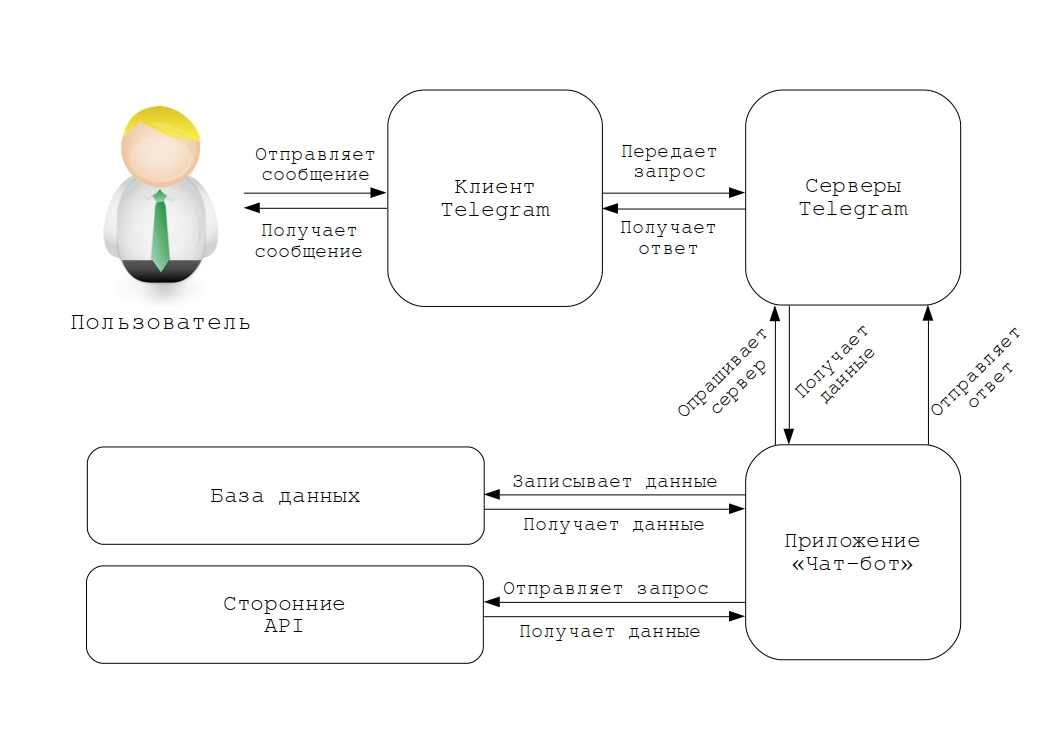 Отправляет
сообщение
Получает
сообщение
Пользователь
Клиент
Telegram
Передает
запрос
Получает
ответ
Серверы
Telegram
Опрашивает
сервер
Получает
данные
Отправляет
ответ
База данных
Записывает данные
Получает данные
Сторонние
API
Отправляет запрос
Получает данные
Приложение
«Чат-бот»